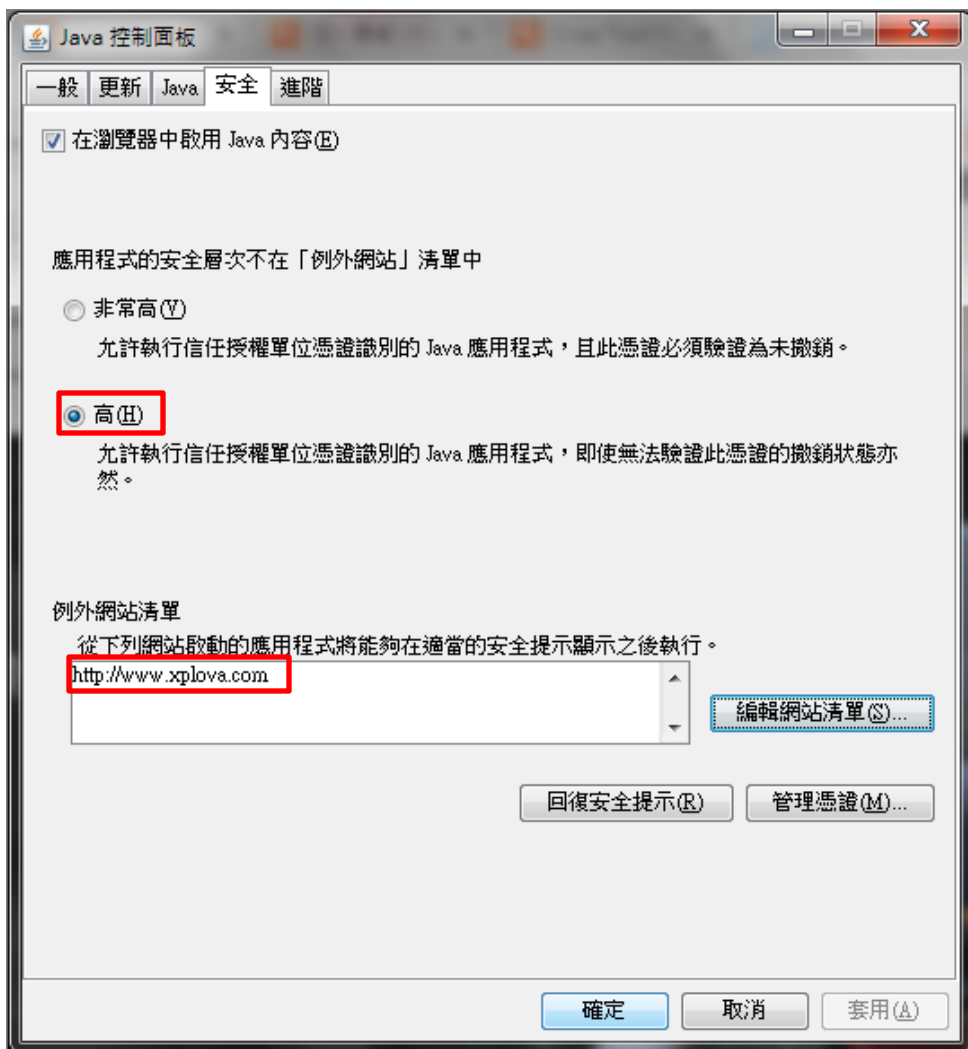 Java 控制面板
一般 更新 Java 安全 進階
在瀏覽器中啟用 Java 內容(E)
應用程式的安全層次不在「例外網站」清單中
非常高(V)
允許執行信任授權單位憑證識別的 Java 應用程式，且此憑證必須驗證為未撤銷。
高(H)
允許執行信任授權單位憑證識別的 Java 應用程式，即使無法驗證此憑證的撤銷狀態亦
然。
例外網站清單
從下列網站啟動的應用程式將能夠在適當的安全提示顯示之後執行。
http://www.xplova.com
編輯網站清單(S)...
回復安全提示(R) 管理憑證(M)...
確定 取消 套用(A)